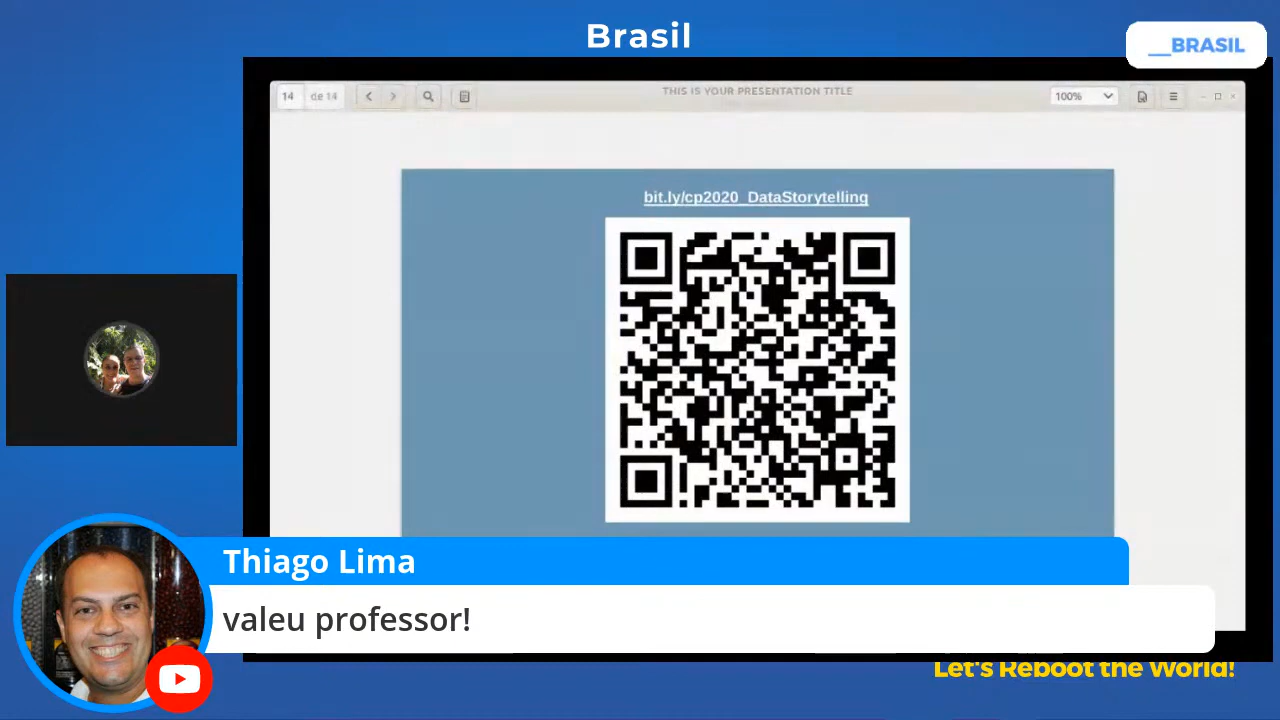 Brasil
__BRASIL
14 de 14
THIS IS YOUR PRESENTATION TITLE
100%
bit.ly/cp2020_DataStorytelling
Thiago Lima
valeu professor!
Let's Reboot the World!